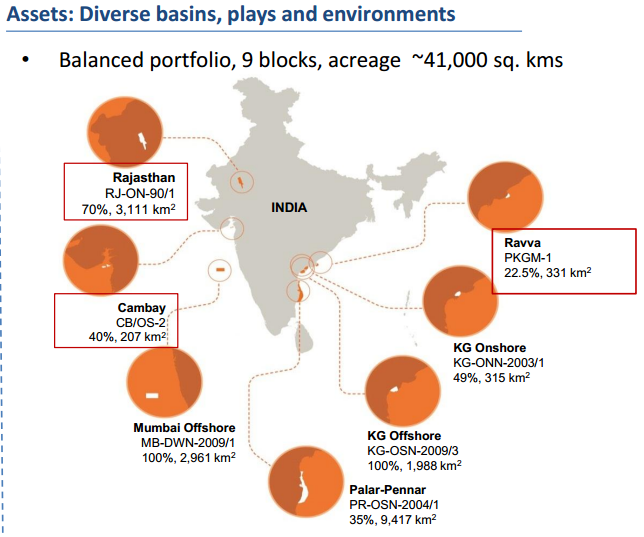 Assets: Diverse basins, plays and environments
• Balanced portfolio, 9 blocks, acreage ~41,000 sq. kms
INDIA
Rajasthan
RJ-ON-90/1
70%, 3,111 km²
Cambay
CB/OS-2
40%, 207 km²
Mumbai Offshore
MB-DWN-2009/1
100%, 2,961 km²
Ravva
PKGM-1
22.5%, 331 km²
KG Onshore
KG-ONN-2003/1
49%, 315 km²
KG Offshore
KG-OSN-2009/3
100%, 1,988 km²
Palar-Pennar
PR-OSN-2004/1
35%, 9,417 km²